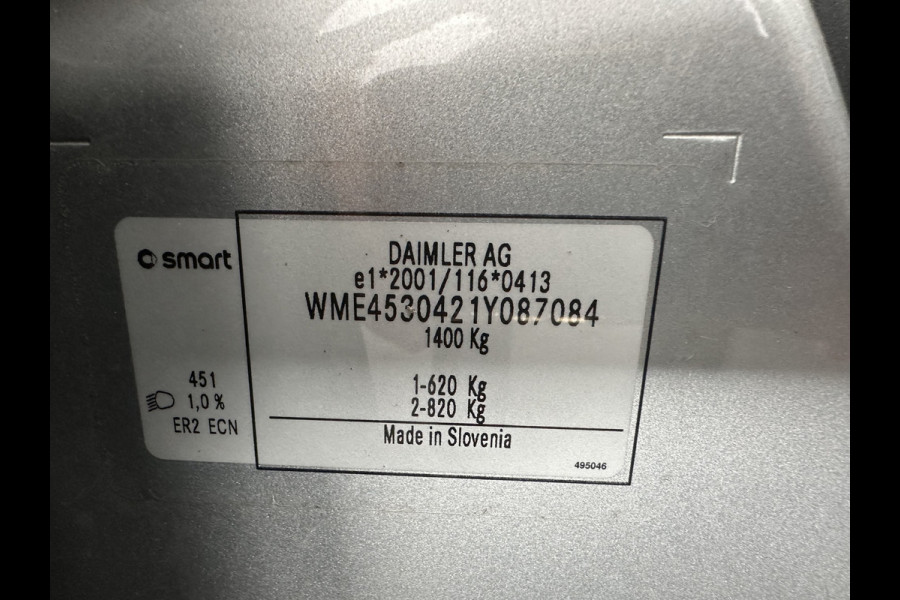 smart
DAIMLER AG
e1*2001/116*0413
WME4530421Y087084
1400 Kg
1-620 Kg
2-820 Kg
451
1,0 %
ER2 ECN
Made in Slovenia
495046